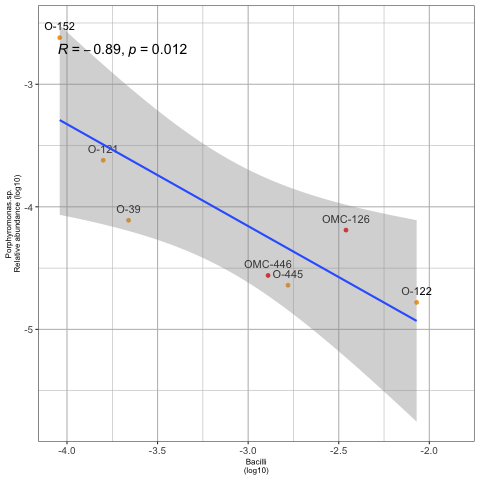 O-152
R = −0.89, p = 0.012
-3
O-121
O-39
-4
OMC-126
OMC-446
O-445
O-122
-5
Porphyromonas.sp.
Relative abundance (log10)
-4.0
-3.5
-3.0
-2.5
-2.0
Bacilli
(log10)